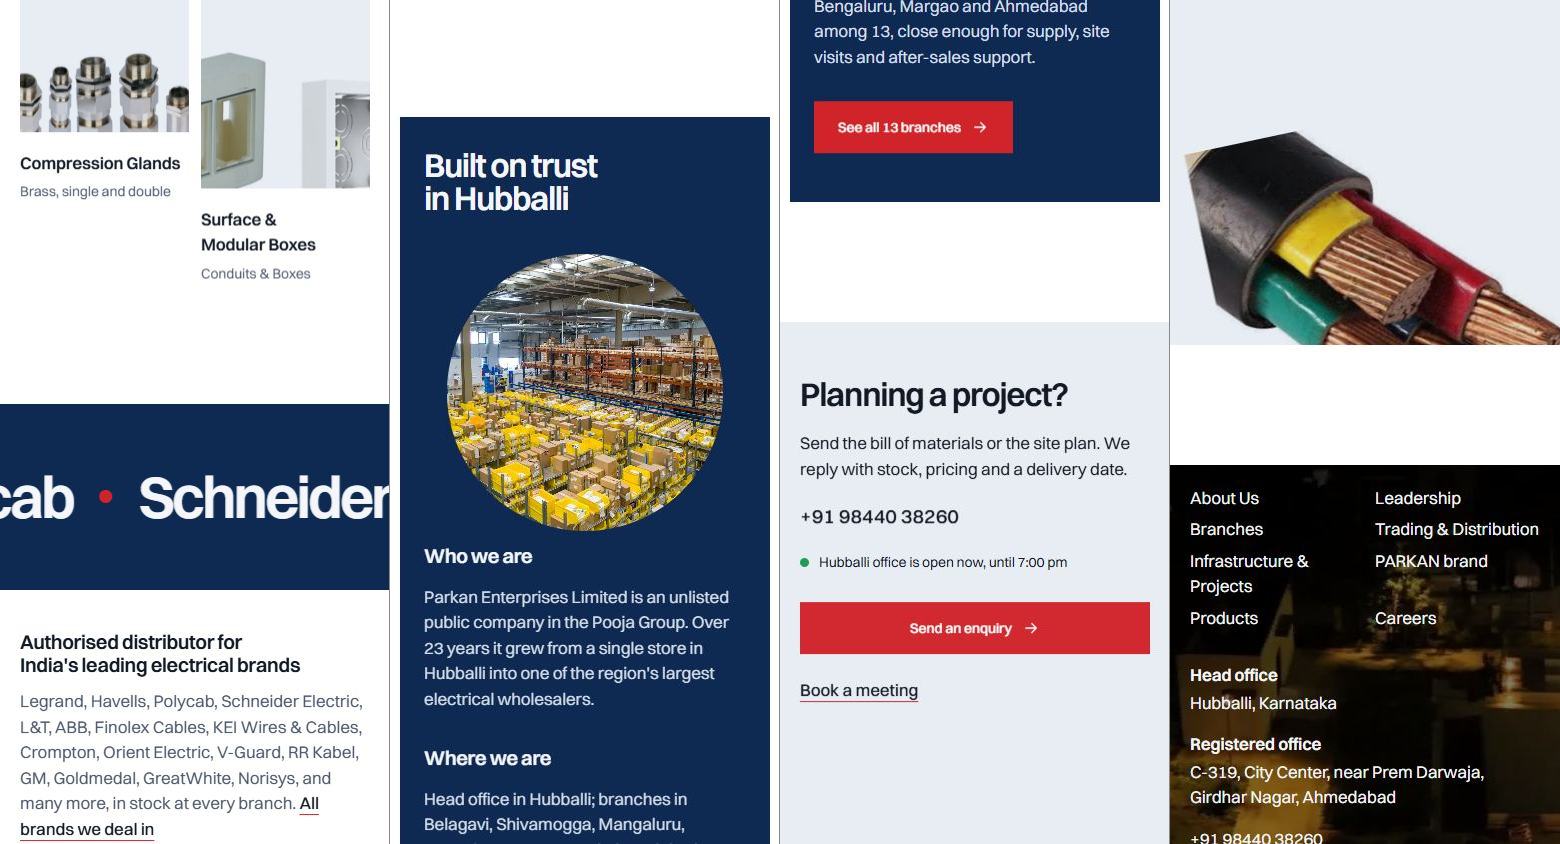 Compression Glands
Brass, single and double
Surface &
Modular Boxes
Conduits & Boxes
cab • Schneider
Authorised distributor for
India's leading electrical brands
Legrand, Havells, Polycab, Schneider Electric,
L&T, ABB, Finolex Cables, KEI Wires & Cables,
Crompton, Orient Electric, V-Guard, RR Kabel,
GM, Goldmedal, GreatWhite, Norisys, and
many more, in stock at every branch. All
brands we deal in
Built on trust
in Hubballi
Who we are
Parkan Enterprises Limited is an unlisted
public company in the Pooja Group. Over
23 years it grew from a single store in
Hubballi into one of the region's largest
electrical wholesalers.
Where we are
Head office in Hubballi; branches in
Belagavi, Shivamogga, Mangaluru,
Bengaluru, Margao and Ahmedabad
among 13, close enough for supply, site
visits and after-sales support.
See all 13 branches →
Planning a project?
Send the bill of materials or the site plan. We
reply with stock, pricing and a delivery date.
+91 98440 38260
Hubballi office is open now, until 7:00 pm
Send an enquiry →
Book a meeting
About Us
Leadership
Branches
Trading & Distribution
Infrastructure &
Projects
PARKAN brand
Products
Careers
Head office
Hubballi, Karnataka
Registered office
C-319, City Center, near Prem Darwaja,
Girdhar Nagar, Ahmedabad
+91 98440 38260